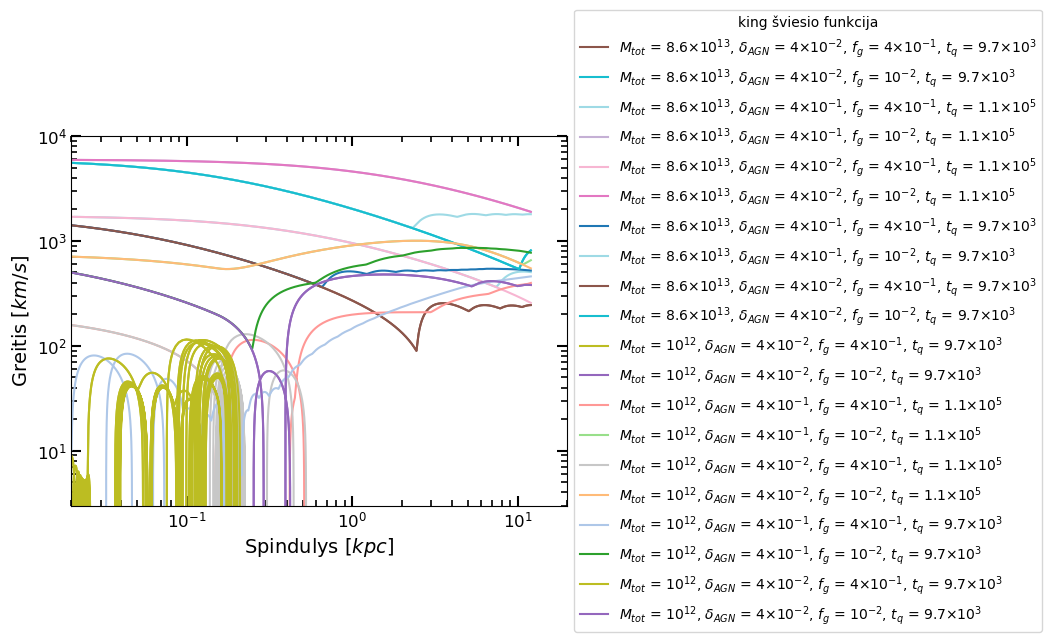 king šviesio funkcija
M_tot = 8.6×10^13, δ_AGN = 4×10^−2, f_g = 4×10^−1, t_q = 9.7×10^3
M_tot = 8.6×10^13, δ_AGN = 4×10^−2, f_g = 10^−2, t_q = 9.7×10^3
M_tot = 8.6×10^13, δ_AGN = 4×10^−1, f_g = 4×10^−1, t_q = 1.1×10^5
M_tot = 8.6×10^13, δ_AGN = 4×10^−1, f_g = 10^−2, t_q = 1.1×10^5
M_tot = 8.6×10^13, δ_AGN = 4×10^−2, f_g = 4×10^−1, t_q = 1.1×10^5
M_tot = 8.6×10^13, δ_AGN = 4×10^−2, f_g = 10^−2, t_q = 1.1×10^5
M_tot = 8.6×10^13, δ_AGN = 4×10^−1, f_g = 4×10^−1, t_q = 9.7×10^3
M_tot = 8.6×10^13, δ_AGN = 4×10^−1, f_g = 10^−2, t_q = 9.7×10^3
M_tot = 8.6×10^13, δ_AGN = 4×10^−2, f_g = 4×10^−1, t_q = 9.7×10^3
M_tot = 8.6×10^13, δ_AGN = 4×10^−2, f_g = 10^−2, t_q = 9.7×10^3
M_tot = 10^12, δ_AGN = 4×10^−2, f_g = 4×10^−1, t_q = 9.7×10^3
M_tot = 10^12, δ_AGN = 4×10^−2, f_g = 10^−2, t_q = 9.7×10^3
M_tot = 10^12, δ_AGN = 4×10^−1, f_g = 4×10^−1, t_q = 1.1×10^5
M_tot = 10^12, δ_AGN = 4×10^−1, f_g = 10^−2, t_q = 1.1×10^5
M_tot = 10^12, δ_AGN = 4×10^−2, f_g = 4×10^−1, t_q = 1.1×10^5
M_tot = 10^12, δ_AGN = 4×10^−2, f_g = 10^−2, t_q = 1.1×10^5
M_tot = 10^12, δ_AGN = 4×10^−1, f_g = 4×10^−1, t_q = 9.7×10^3
M_tot = 10^12, δ_AGN = 4×10^−1, f_g = 10^−2, t_q = 9.7×10^3
M_tot = 10^12, δ_AGN = 4×10^−2, f_g = 4×10^−1, t_q = 9.7×10^3
M_tot = 10^12, δ_AGN = 4×10^−2, f_g = 10^−2, t_q = 9.7×10^3
10^4
10^3
10^2
10^1
Greitis [km/s]
10^−1
10^0
10^1
Spindulys [kpc]